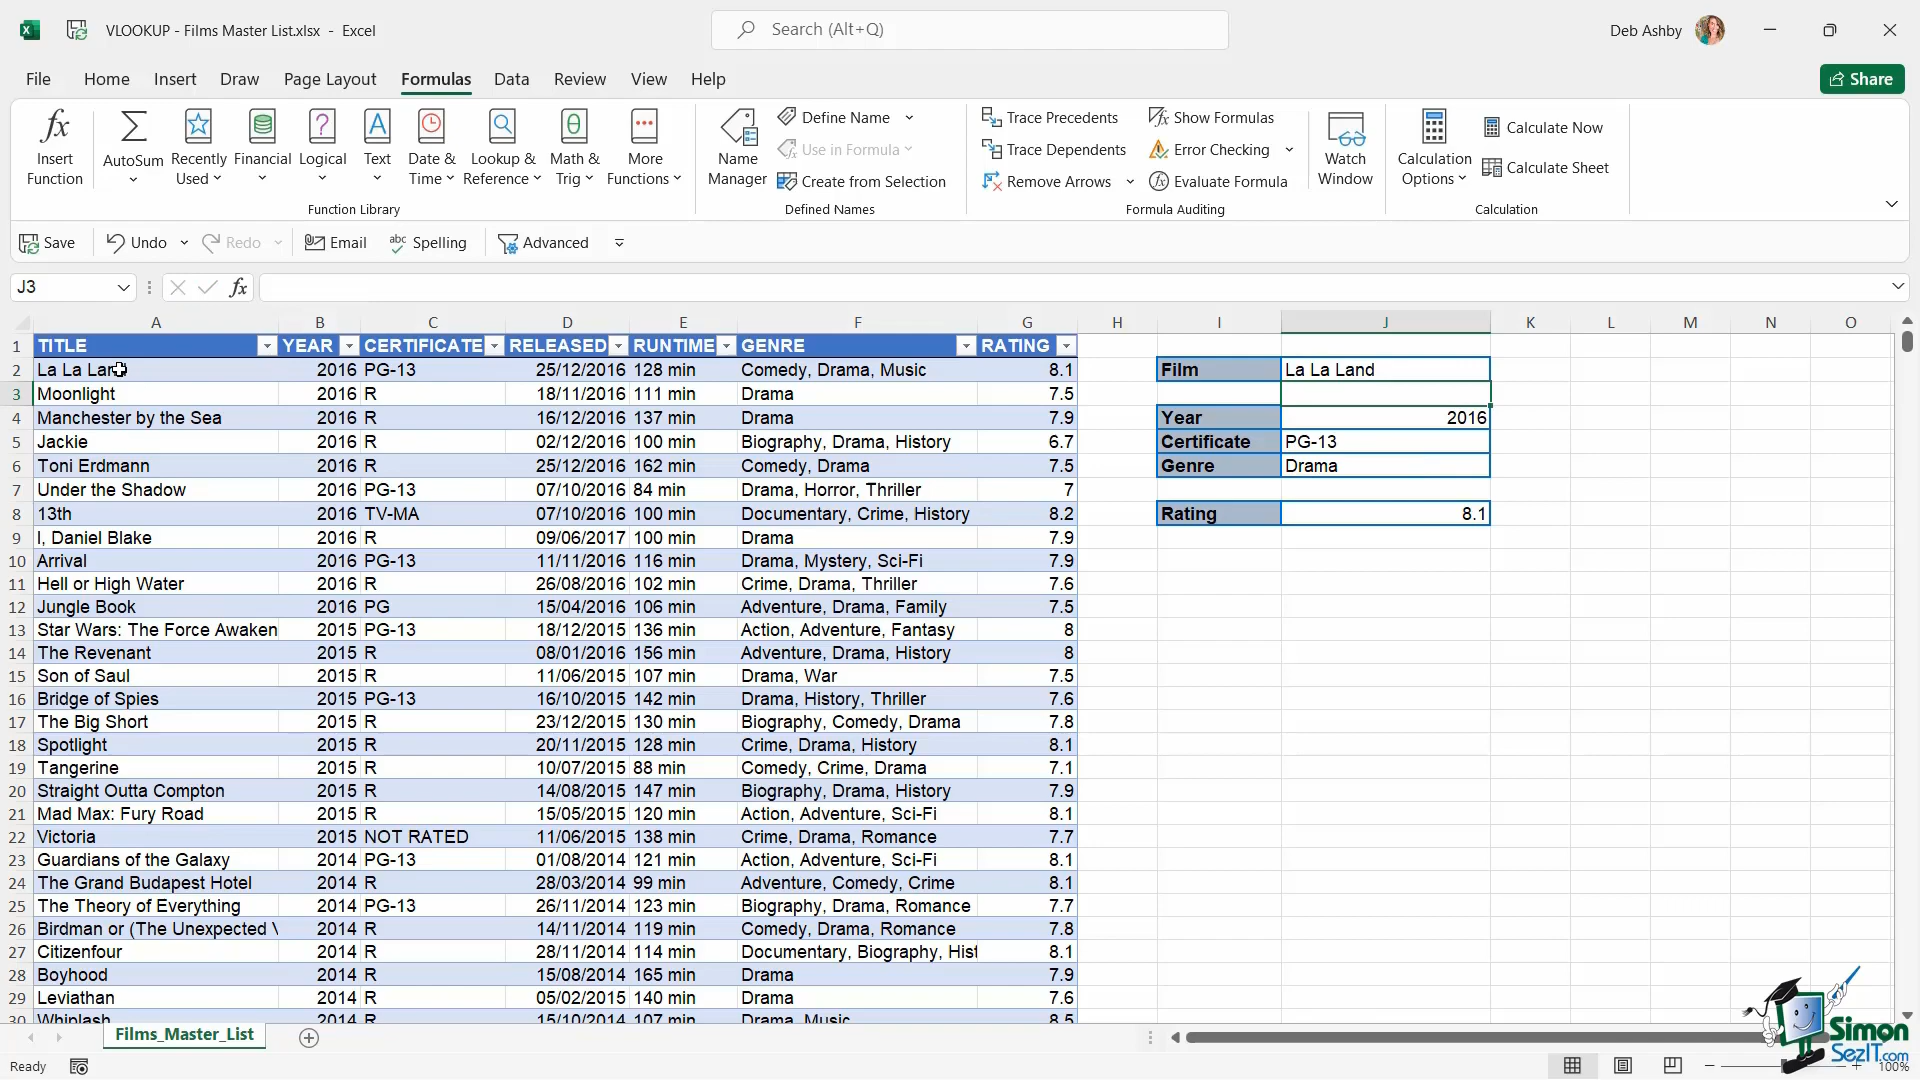 VLOOKUP - Films Master List.xlsx - Excel
Search (Alt+Q)
Deb Ashby
File Home Insert Draw Page Layout Formulas Data Review View Help
Share
Insert Function
AutoSum
Recently Used
Financial
Logical
Text
Date & Time
Lookup & Reference
Math & Trig
More Functions
Function Library
Name Manager
Define Name
Use in Formula
Create from Selection
Defined Names
Trace Precedents
Trace Dependents
Remove Arrows
Show Formulas
Error Checking
Evaluate Formula
Formula Auditing
Watch Window
Calculation Options
Calculate Now
Calculate Sheet
Calculation
Save Undo Redo Email Spelling Advanced
J3 fx
A B C D E F G H I J K L M N O
1 TITLE YEAR CERTIFICATE RELEASED RUNTIME GENRE RATING
2 La La Land 2016 PG-13 25/12/2016 128 min Comedy, Drama, Music 8.1 Film La La Land
3 Moonlight 2016 R 18/11/2016 111 min Drama 7.5
4 Manchester by the Sea 2016 R 16/12/2016 137 min Drama 7.9 Year 2016
5 Jackie 2016 R 02/12/2016 100 min Biography, Drama, History 6.7 Certificate PG-13
6 Toni Erdmann 2016 R 25/12/2016 162 min Comedy, Drama 7.5 Genre Drama
7 Under the Shadow 2016 PG-13 07/10/2016 84 min Drama, Horror, Thriller 7
8 13th 2016 TV-MA 07/10/2016 100 min Documentary, Crime, History 8.2 Rating 8.1
9 I, Daniel Blake 2016 R 09/06/2017 100 min Drama 7.9
10 Arrival 2016 PG-13 11/11/2016 116 min Drama, Mystery, Sci-Fi 7.9
11 Hell or High Water 2016 R 26/08/2016 102 min Crime, Drama, Thriller 7.6
12 Jungle Book 2016 PG 15/04/2016 106 min Adventure, Drama, Family 7.5
13 Star Wars: The Force Awaken 2015 PG-13 18/12/2015 136 min Action, Adventure, Fantasy 8
14 The Revenant 2015 R 08/01/2016 156 min Adventure, Drama, History 8
15 Son of Saul 2015 R 11/06/2015 107 min Drama, War 7.5
16 Bridge of Spies 2015 PG-13 16/10/2015 142 min Drama, History, Thriller 7.6
17 The Big Short 2015 R 23/12/2015 130 min Biography, Comedy, Drama 7.8
18 Spotlight 2015 R 20/11/2015 128 min Crime, Drama, History 8.1
19 Tangerine 2015 R 10/07/2015 88 min Comedy, Crime, Drama 7.1
20 Straight Outta Compton 2015 R 14/08/2015 147 min Biography, Drama, History 7.9
21 Mad Max: Fury Road 2015 R 15/05/2015 120 min Action, Adventure, Sci-Fi 8.1
22 Victoria 2015 NOT RATED 11/06/2015 138 min Crime, Drama, Romance 7.7
23 Guardians of the Galaxy 2014 PG-13 01/08/2014 121 min Action, Adventure, Sci-Fi 8.1
24 The Grand Budapest Hotel 2014 R 28/03/2014 99 min Adventure, Comedy, Crime 8.1
25 The Theory of Everything 2014 PG-13 26/11/2014 123 min Biography, Drama, Romance 7.7
26 Birdman or (The Unexpected 2014 R 14/11/2014 119 min Comedy, Drama, Romance 7.8
27 Citizenfour 2014 R 28/11/2014 114 min Documentary, Biography, Hist 8.1
28 Boyhood 2014 R 15/08/2014 165 min Drama 7.9
29 Leviathan 2014 R 05/02/2015 140 min Drama 7.6
30 Whiplash 2014 R 15/10/2014 107 min Drama, Music 8.5
Films_Master_List
Ready
100%
Simon
SezIT.com